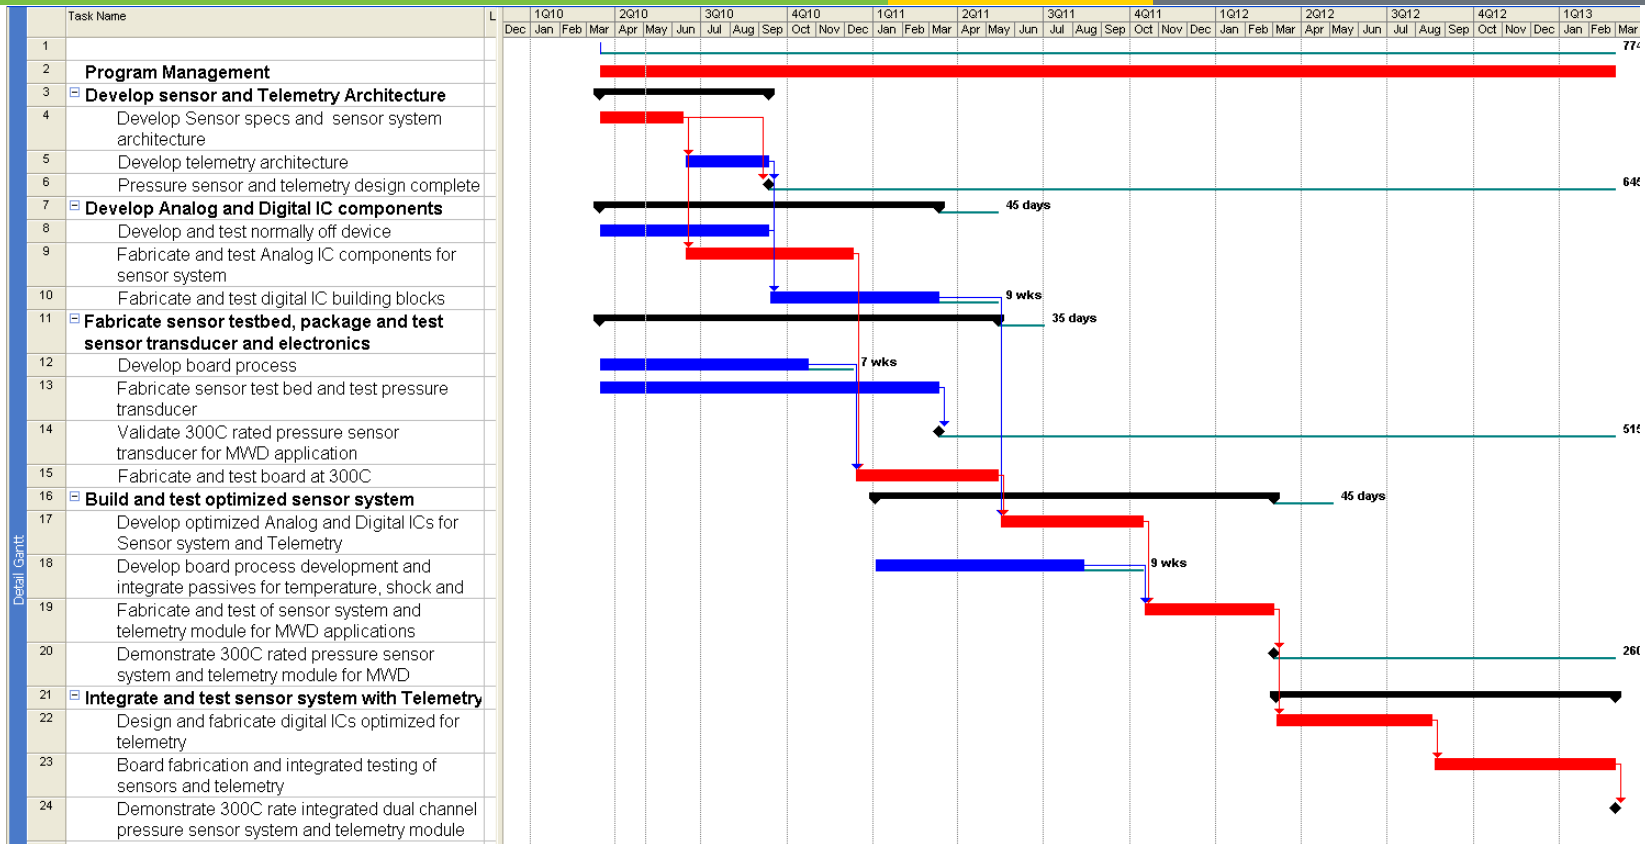 Task Name L 1Q10 2Q10 3Q10 4Q10 1Q11 2Q11 3Q11 4Q11 1Q12 2Q12 3Q12 4Q12 1Q13
Dec Jan Feb Mar Apr May Jun Jul Aug Sep Oct Nov Dec Jan Feb Mar Apr May Jun Jul Aug Sep Oct Nov Dec Jan Feb Mar Apr May Jun Jul Aug Sep Oct Nov Dec Jan Feb Mar
1 774
2 Program Management
3 Develop sensor and Telemetry Architecture
4 Develop Sensor specs and sensor system
architecture
5 Develop telemetry architecture
6 Pressure sensor and telemetry design complete 645
7 Develop Analog and Digital IC components 45 days
8 Develop and test normally off device
9 Fabricate and test Analog IC components for
sensor system
10 Fabricate and test digital IC building blocks 9 wks
11 Fabricate sensor testbed, package and test 35 days
sensor transducer and electronics
12 Develop board process 7 wks
13 Fabricate sensor test bed and test pressure
transducer
14 Validate 300C rated pressure sensor 515
transducer for MWD application
15 Fabricate and test board at 300C
16 Build and test optimized sensor system 45 days
17 Develop optimized Analog and Digital ICs for
Sensor system and Telemetry
18 Develop board process development and 9 wks
integrate passives for temperature, shock and
19 Fabricate and test of sensor system and
telemetry module for MWD applications
20 Demonstrate 300C rated pressure sensor 260
system and telemetry module for MWD
21 Integrate and test sensor system with Telemetry
22 Design and fabricate digital ICs optimized for
telemetry
23 Board fabrication and integrated testing of
sensors and telemetry
24 Demonstrate 300C rate integrated dual channel
pressure sensor system and telemetry module
Detail Gantt